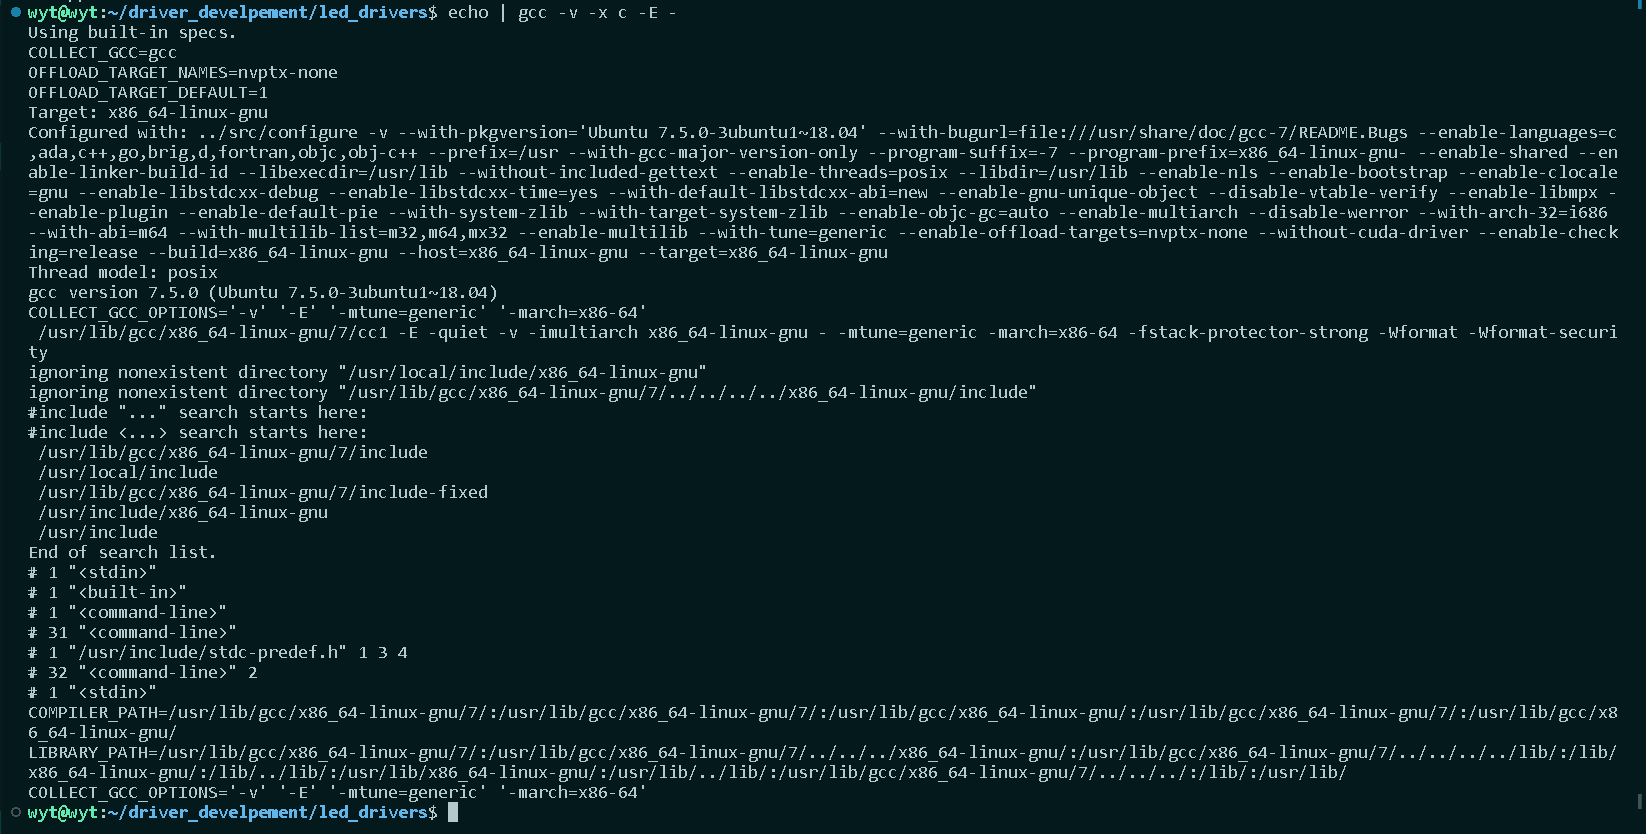 wyt@wyt:~/driver_develpement/led_drivers$ echo | gcc -v -x c -E -
Using built-in specs.
COLLECT_GCC=gcc
OFFLOAD_TARGET_NAMES=nvptx-none
OFFLOAD_TARGET_DEFAULT=1
Target: x86_64-linux-gnu
Configured with: ../src/configure -v --with-pkgversion='Ubuntu 7.5.0-3ubuntu1~18.04' --with-bugurl=file:///usr/share/doc/gcc-7/README.Bugs --enable-languages=c
,ada,c++,go,brig,d,fortran,objc,obj-c++ --prefix=/usr --with-gcc-major-version-only --program-suffix=-7 --program-prefix=x86_64-linux-gnu- --enable-shared --en
able-linker-build-id --libexecdir=/usr/lib --without-included-gettext --enable-threads=posix --libdir=/usr/lib --enable-nls --enable-bootstrap --enable-clocale
=gnu --enable-libstdcxx-debug --enable-libstdcxx-time=yes --with-default-libstdcxx-abi=new --enable-gnu-unique-object --disable-vtable-verify --enable-libmpx -
-enable-plugin --enable-default-pie --with-system-zlib --with-target-system-zlib --enable-objc-gc=auto --enable-multiarch --disable-werror --with-arch-32=i686 
--with-abi=m64 --with-multilib-list=m32,m64,mx32 --enable-multilib --with-tune=generic --enable-offload-targets=nvptx-none --without-cuda-driver --enable-check
ing=release --build=x86_64-linux-gnu --host=x86_64-linux-gnu --target=x86_64-linux-gnu
Thread model: posix
gcc version 7.5.0 (Ubuntu 7.5.0-3ubuntu1~18.04)
COLLECT_GCC_OPTIONS='-v' '-E' '-mtune=generic' '-march=x86-64'
 /usr/lib/gcc/x86_64-linux-gnu/7/cc1 -E -quiet -v -imultiarch x86_64-linux-gnu - -mtune=generic -march=x86-64 -fstack-protector-strong -Wformat -Wformat-securi
ty
ignoring nonexistent directory "/usr/local/include/x86_64-linux-gnu"
ignoring nonexistent directory "/usr/lib/gcc/x86_64-linux-gnu/7/../../../../x86_64-linux-gnu/include"
#include "..." search starts here:
#include <...> search starts here:
 /usr/lib/gcc/x86_64-linux-gnu/7/include
 /usr/local/include
 /usr/lib/gcc/x86_64-linux-gnu/7/include-fixed
 /usr/include/x86_64-linux-gnu
 /usr/include
End of search list.
# 1 "<stdin>"
# 1 "<built-in>"
# 1 "<command-line>"
# 31 "<command-line>"
# 1 "/usr/include/stdc-predef.h" 1 3 4
# 32 "<command-line>" 2
# 1 "<stdin>"
COMPILER_PATH=/usr/lib/gcc/x86_64-linux-gnu/7/:/usr/lib/gcc/x86_64-linux-gnu/7/:/usr/lib/gcc/x86_64-linux-gnu/:/usr/lib/gcc/x86_64-linux-gnu/7/:/usr/lib/gcc/x8
6_64-linux-gnu/
LIBRARY_PATH=/usr/lib/gcc/x86_64-linux-gnu/7/:/usr/lib/gcc/x86_64-linux-gnu/7/../../../x86_64-linux-gnu/:/usr/lib/gcc/x86_64-linux-gnu/7/../../../../lib/:/lib/
x86_64-linux-gnu/:/lib/../lib/:/usr/lib/x86_64-linux-gnu/:/usr/lib/../lib/:/usr/lib/gcc/x86_64-linux-gnu/7/../../../:/lib/:/usr/lib/
COLLECT_GCC_OPTIONS='-v' '-E' '-mtune=generic' '-march=x86-64'
wyt@wyt:~/driver_develpement/led_drivers$